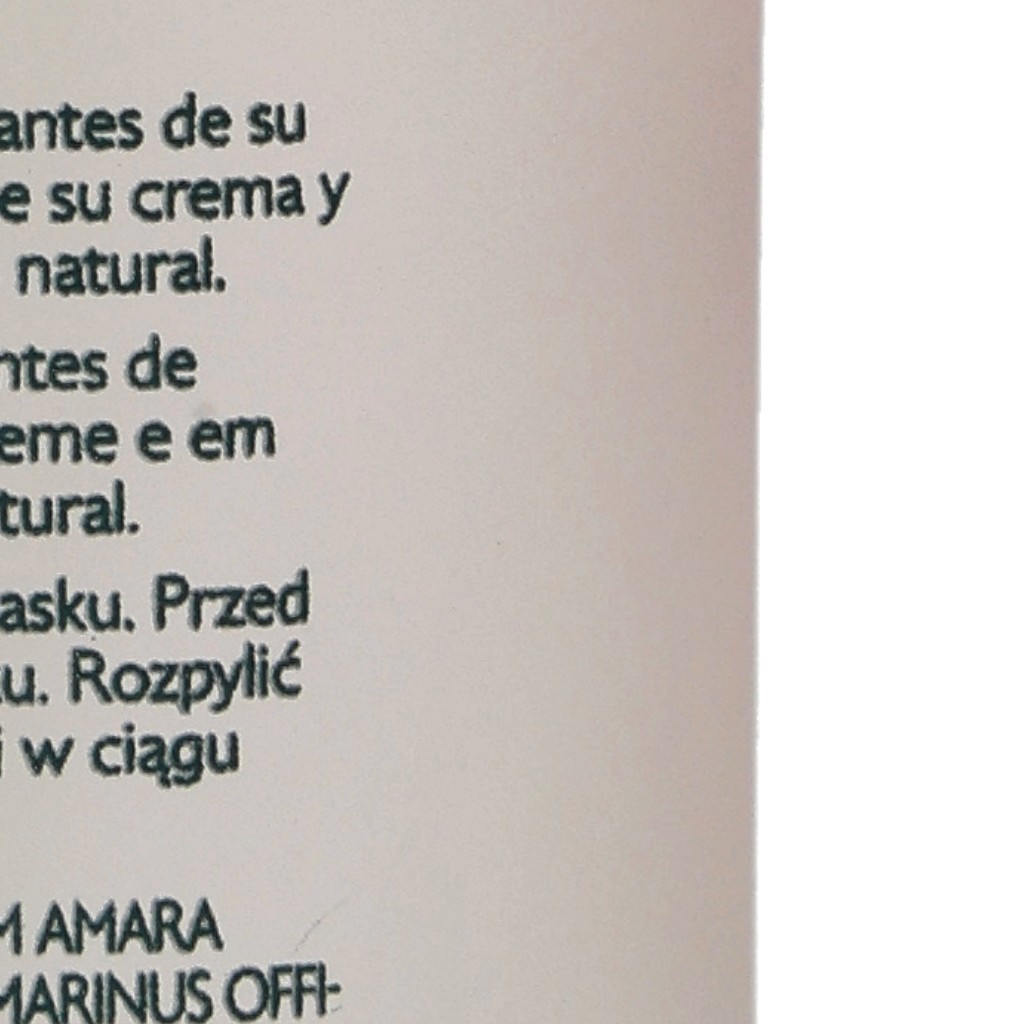 antes de su
e su crema y
natural.
ntes de
eme e em
tural.
asku. Przed
u. Rozpylić
i w ciągu
M AMARA
MARINUS OFFI-